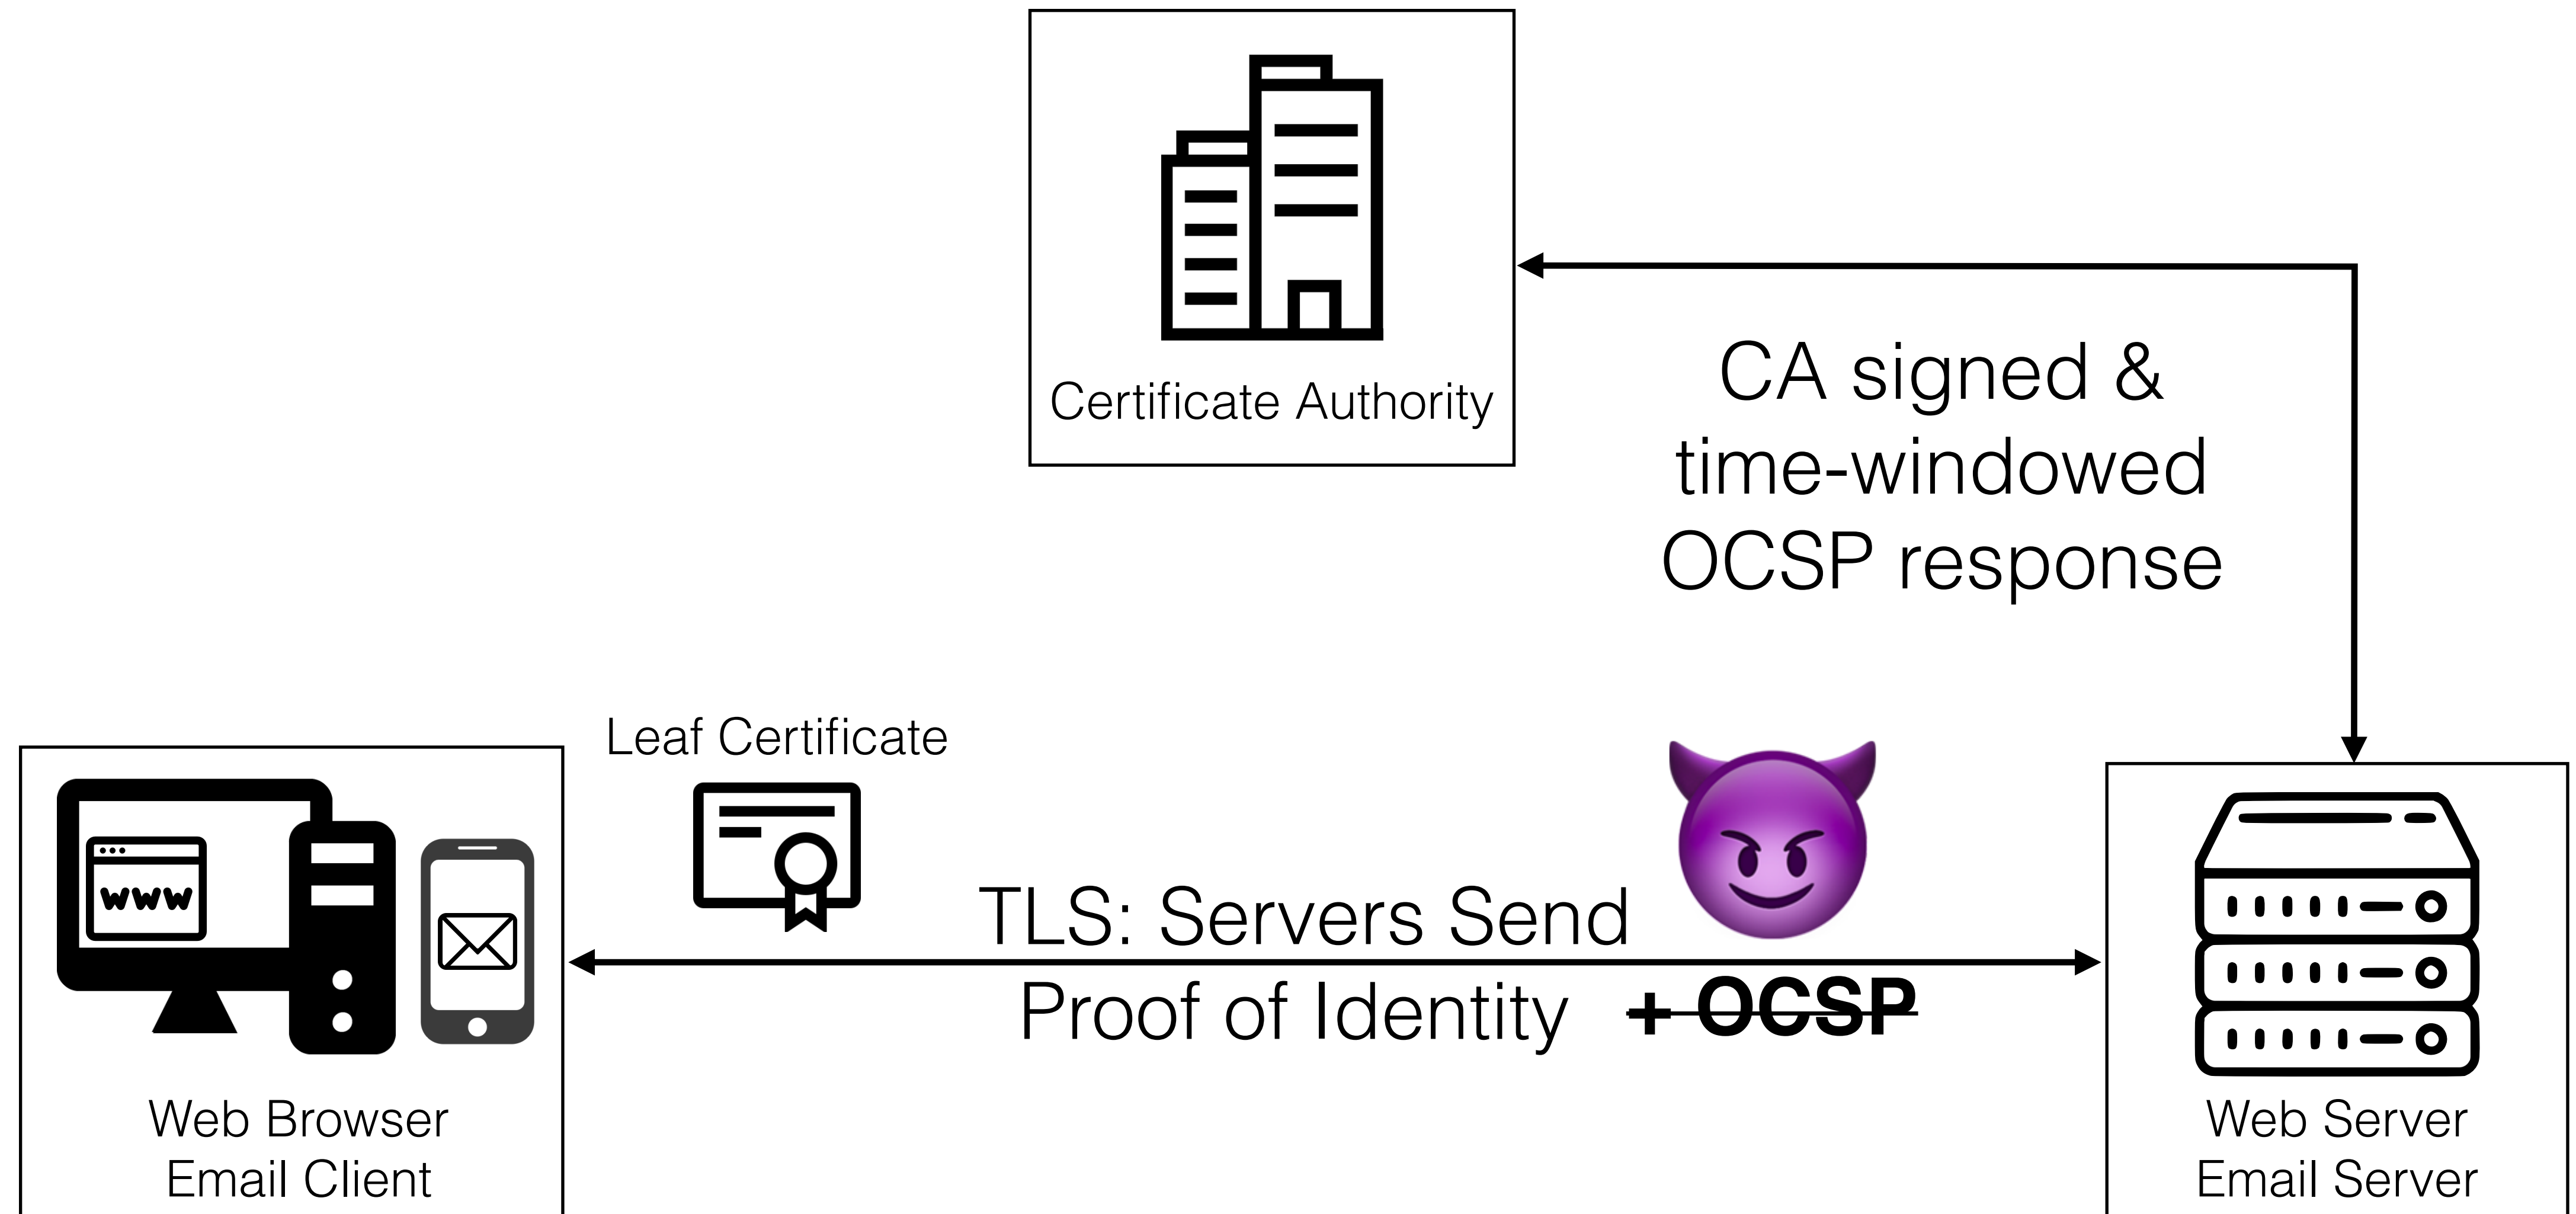 Certificate Authority
CA signed &
time-windowed
OCSP response
Leaf Certificate
www
TLS: Servers Send
Proof of Identity + OCSP
Web Browser
Email Client
Web Server
Email Server